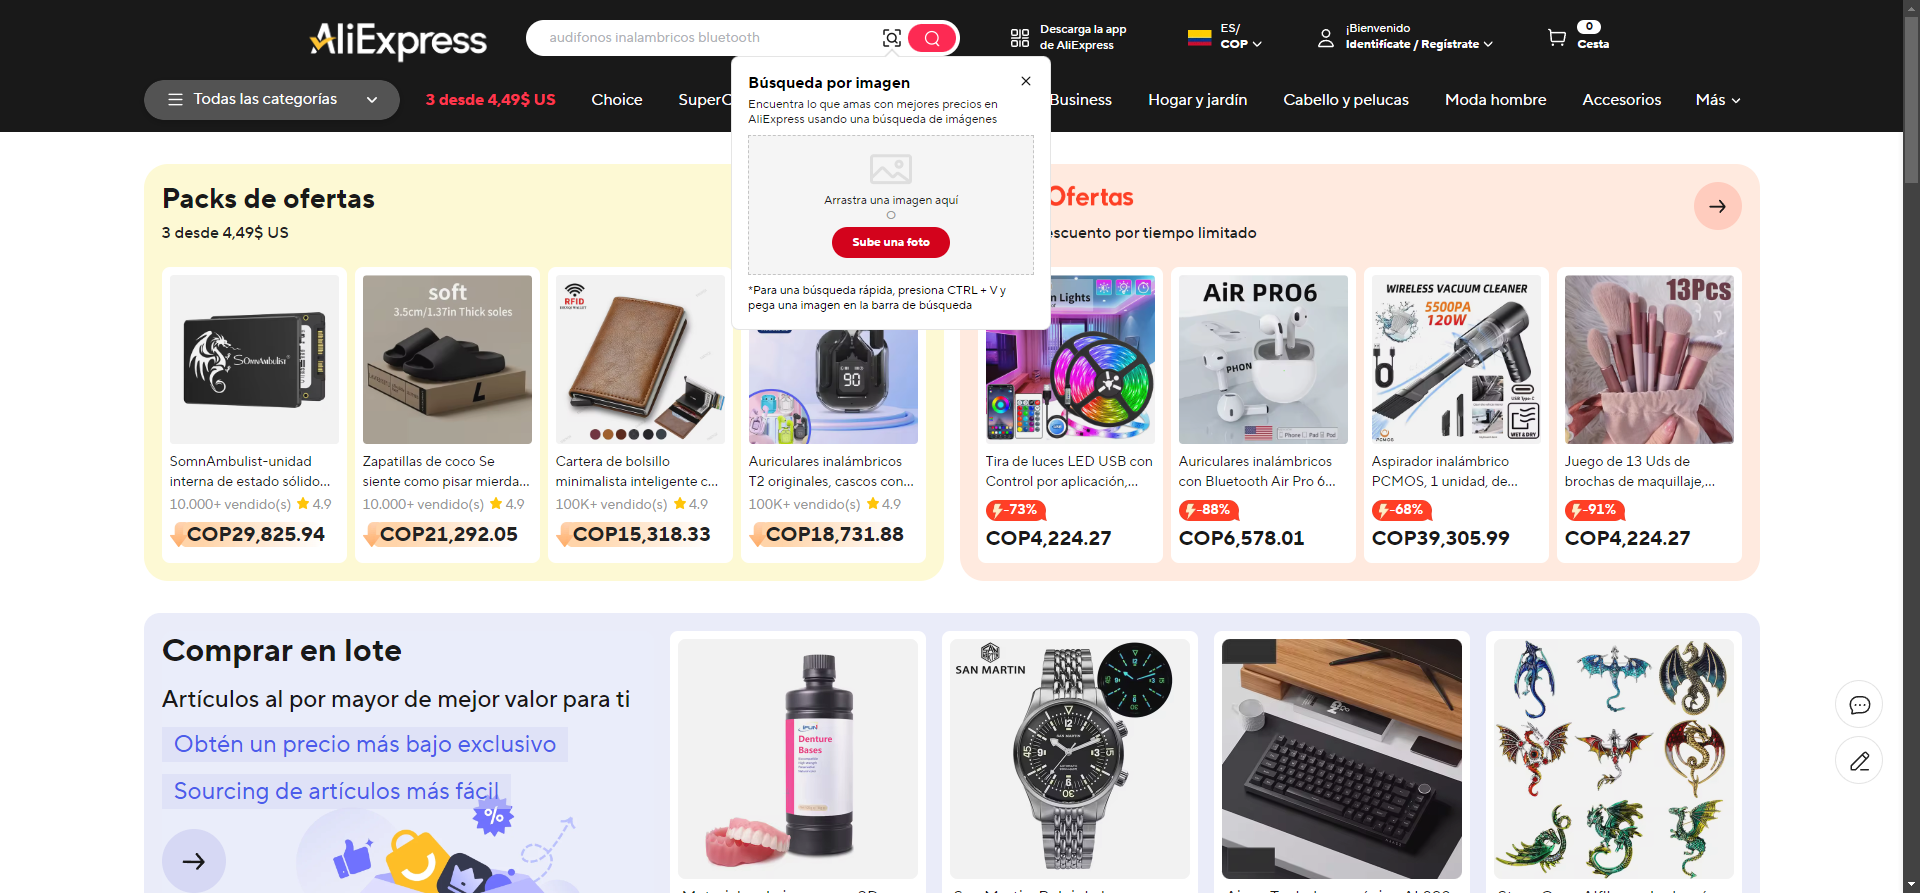 AliExpress
audifonos inalambricos bluetooth
Descarga la app
de AliExpress
ES/
COP
¡Bienvenido
Identifícate / Regístrate
0
Cesta
Todas las categorías
3 desde 4,49$ US
Choice
SuperC
Business
Hogar y jardín
Cabello y pelucas
Moda hombre
Accesorios
Más
Búsqueda por imagen
Encuentra lo que amas con mejores precios en
AliExpress usando una búsqueda de imágenes
Arrastra una imagen aquí
O
Sube una foto
*Para una búsqueda rápida, presiona CTRL + V y
pega una imagen en la barra de búsqueda
Packs de ofertas
3 desde 4,49$ US
Ofertas
escuento por tiempo limitado
SomnAmbulist
soft
3.5cm/1.37in Thick soles
RFID
90
n Lights
AiR PRO6
PHON
WIRELESS VACUUM CLEANER
5500PA
120W
USB Type-C
WET & DRY
PCMOS
13Pcs
SomnAmbulist-unidad
interna de estado sólido...
10.000+ vendido(s) 4.9
COP29,825.94
Zapatillas de coco Se
siente como pisar mierda...
10.000+ vendido(s) 4.9
COP21,292.05
Cartera de bolsillo
minimalista inteligente c...
100K+ vendido(s) 4.9
COP15,318.33
Auriculares inalámbricos
T2 originales, cascos con...
100K+ vendido(s) 4.9
COP18,731.88
Tira de luces LED USB con
Control por aplicación,...
-73%
COP4,224.27
Auriculares inalámbricos
con Bluetooth Air Pro 6...
-88%
COP6,578.01
Aspirador inalámbrico
PCMOS, 1 unidad, de...
-68%
COP39,305.99
Juego de 13 Uds de
brochas de maquillaje,...
-91%
COP4,224.27
Comprar en lote
Artículos al por mayor de mejor valor para ti
Obtén un precio más bajo exclusivo
Sourcing de artículos más fácil
%
Denture
Bases
SAN MARTIN
SAN MARTIN